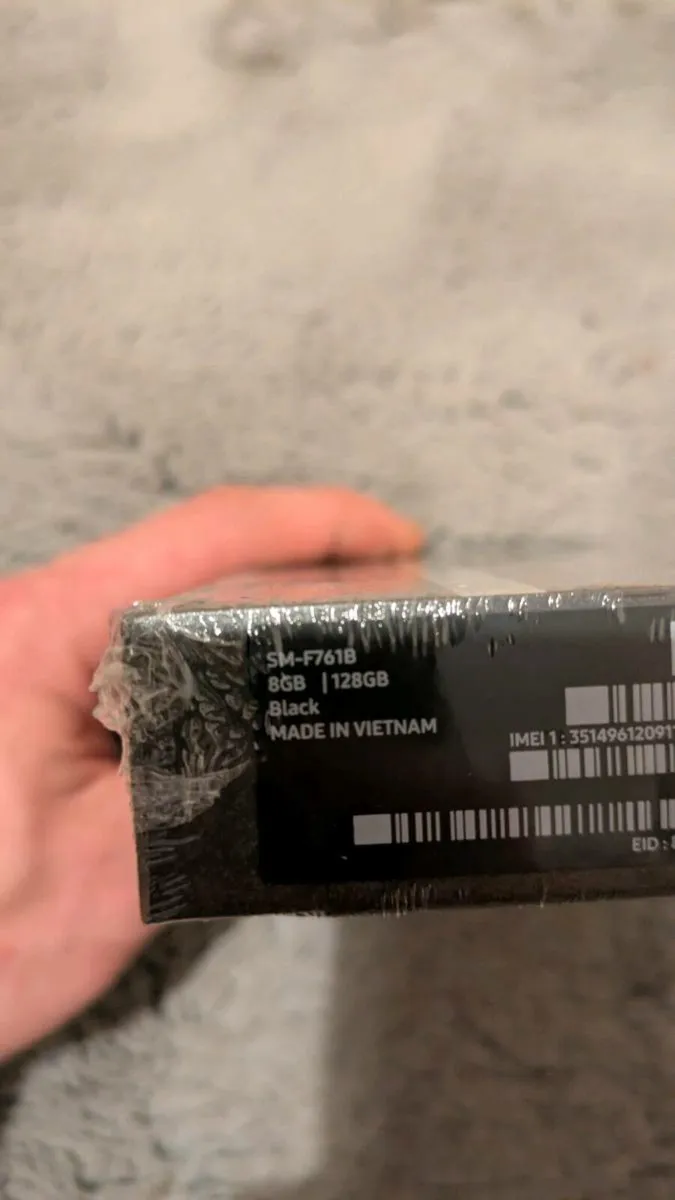 SM-F761B
8GB | 128GB
Black
MADE IN VIETNAM
IMEI 1 : 35149612091
EID :